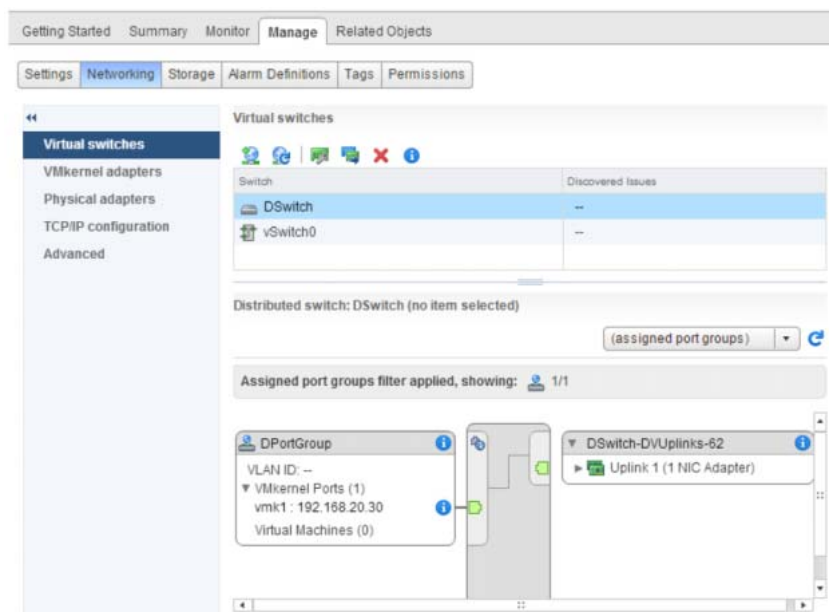 Getting Started Summary Monitor Manage Related Objects
Settings Networking Storage Alarm Definitions Tags Permissions
Virtual switches
VMkernel adapters
Physical adapters
TCP/IP configuration
Advanced
Virtual switches
Switch Discovered Issues
DSwitch --
vSwitch0 --
Distributed switch: DSwitch (no item selected)
(assigned port groups)
Assigned port groups filter applied, showing: 1/1
DPortGroup
VLAN ID: --
VMkernel Ports (1)
vmk1 : 192.168.20.30
Virtual Machines (0)
DSwitch-DVUplinks-62
Uplink 1 (1 NIC Adapter)